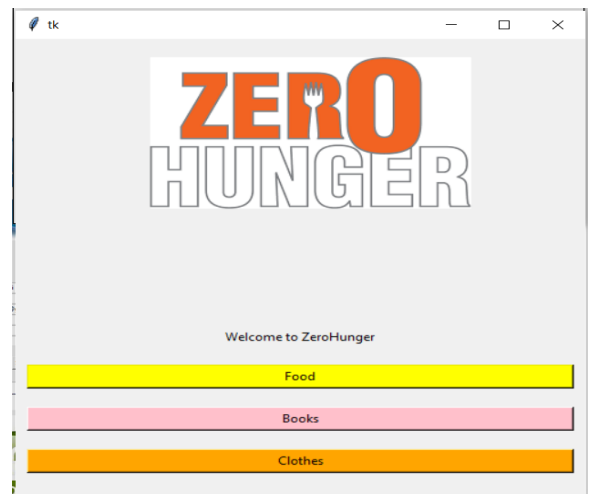 tk
ZERO
HUNGER
Welcome to ZeroHunger
Food
Books
Clothes